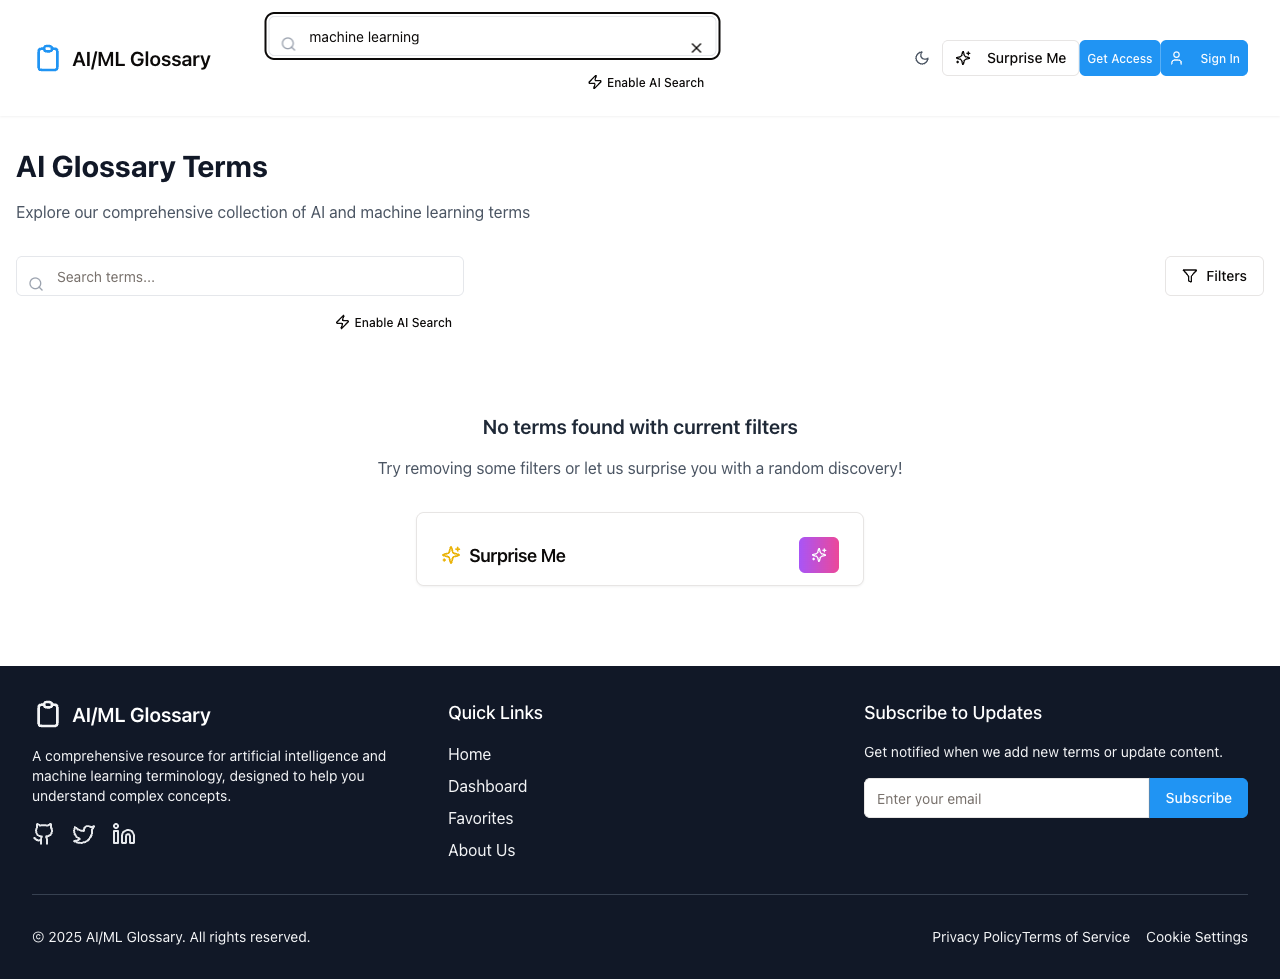 AI/ML Glossary
machine learning
Enable AI Search
Surprise Me
Get Access
Sign In
AI Glossary Terms
Explore our comprehensive collection of AI and machine learning terms
Search terms...
Filters
Enable AI Search
No terms found with current filters
Try removing some filters or let us surprise you with a random discovery!
Surprise Me
AI/ML Glossary
A comprehensive resource for artificial intelligence and
machine learning terminology, designed to help you
understand complex concepts.
Quick Links
Home
Dashboard
Favorites
About Us
Subscribe to Updates
Get notified when we add new terms or update content.
Enter your email
Subscribe
© 2025 AI/ML Glossary. All rights reserved.
Privacy Policy
Terms of Service
Cookie Settings